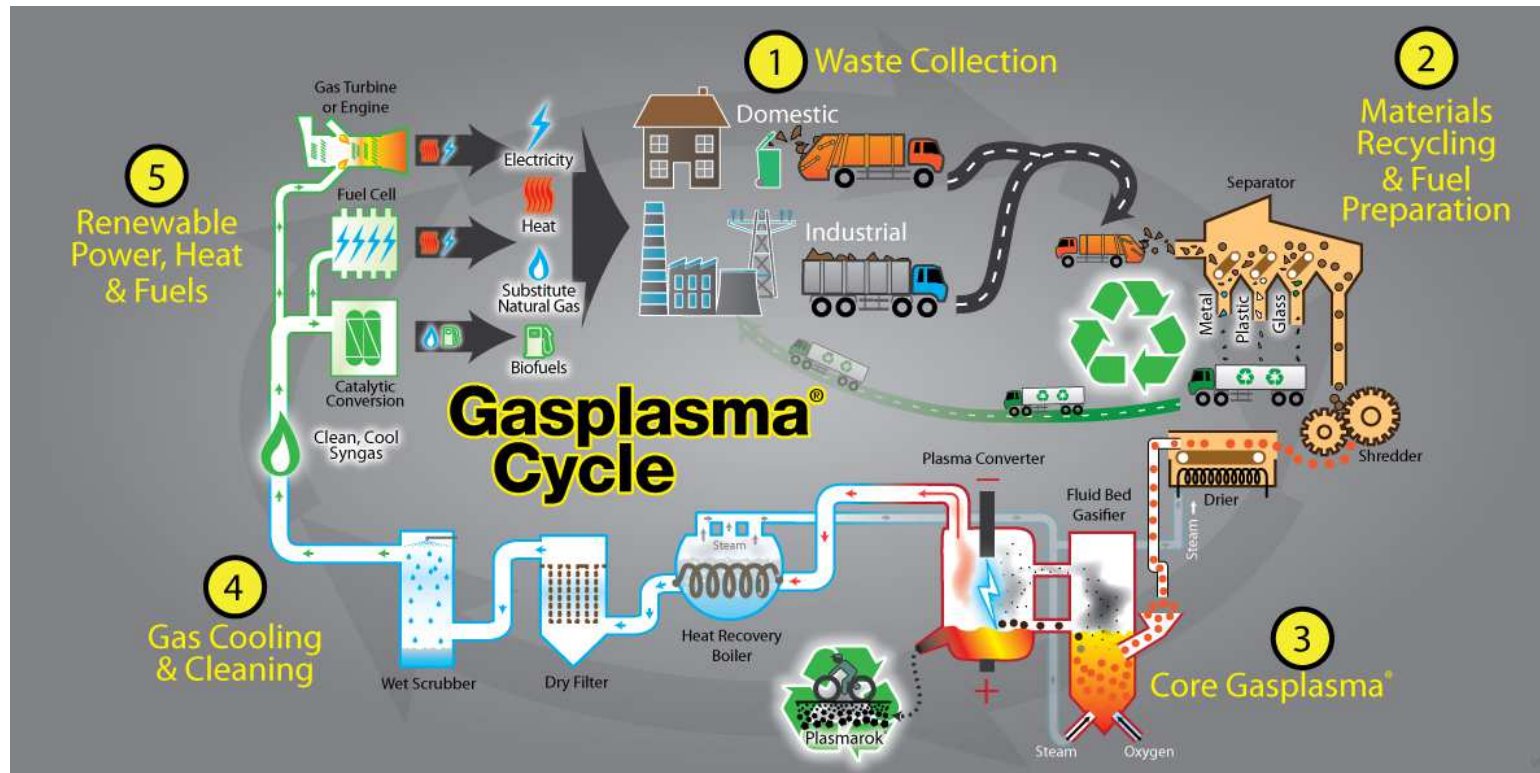 1
Waste Collection
Domestic
Industrial
2
Materials
Recycling
& Fuel
Preparation
Separator
Metal
Plastic
Glass
Shredder
Drier
Steam
3
Core Gasplasma®
Fluid Bed
Gasifier
Plasma Converter
−
+
Steam
Oxygen
Plasmarok
4
Gas Cooling
& Cleaning
Steam
Heat Recovery
Boiler
Dry Filter
Wet Scrubber
Clean, Cool
Syngas
5
Renewable
Power, Heat
& Fuels
Gas Turbine
or Engine
Fuel Cell
Catalytic
Conversion
Electricity
Heat
Substitute
Natural Gas
Biofuels
Gasplasma®
Cycle